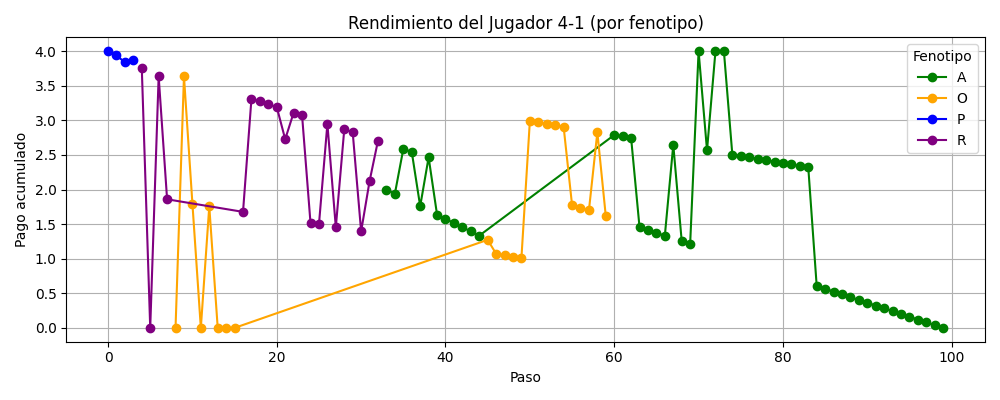 Rendimiento del Jugador 4-1 (por fenotipo)
Pago acumulado
4.0
3.5
3.0
2.5
2.0
1.5
1.0
0.5
0.0
Fenotipo
A
O
P
R
0 20 40 60 80 100
Paso